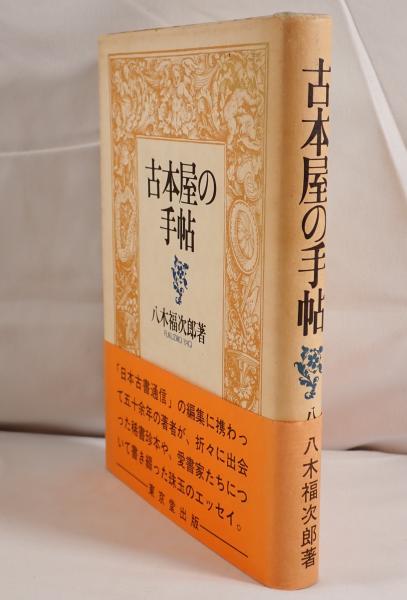 古本屋の
手帖
八木福次郎著
FUKUJIRO YAGI
「日本古書通信」の編集に携わっ
て五十余年の著者が、折々に出会
った稀書珍本や、愛書家たちにつ
いて書き綴った珠玉のエッセイ。
東京堂出版
古本屋の手帖
八
八木福次郎著